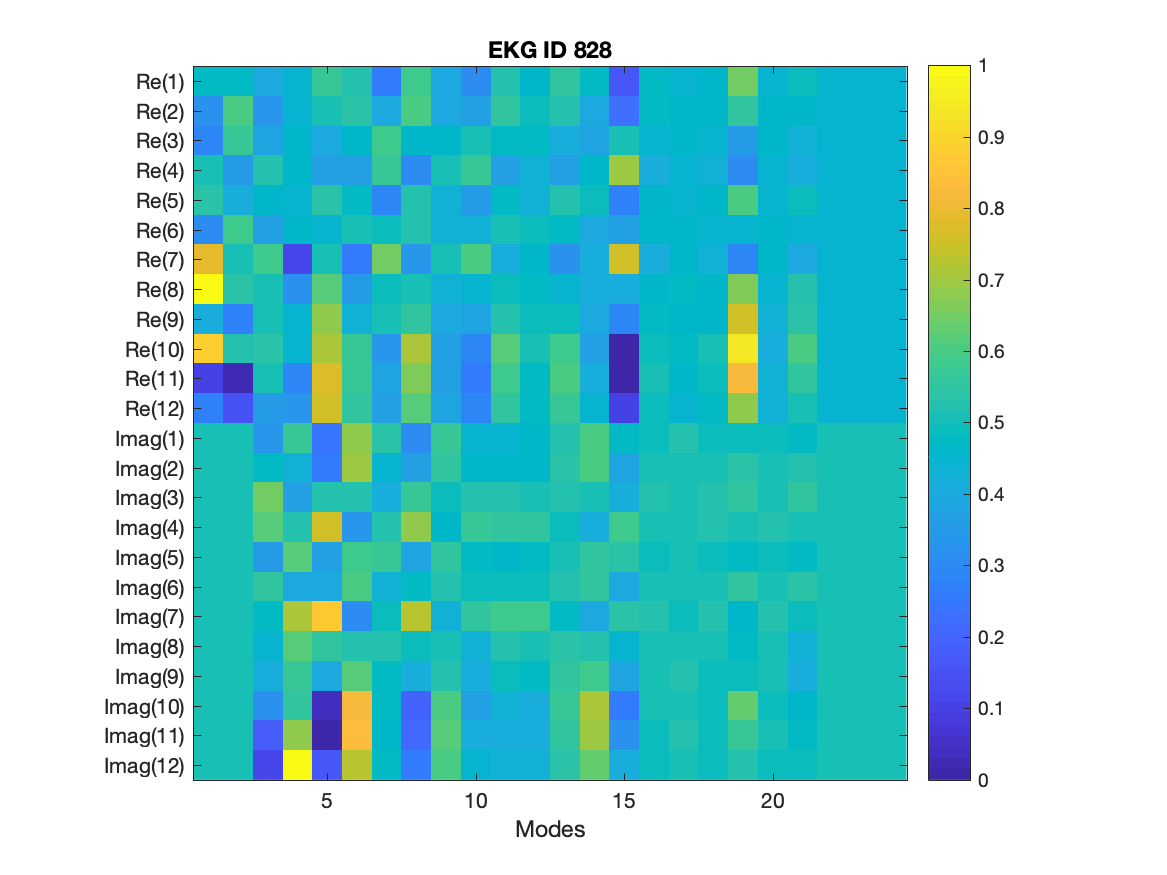 EKG ID 828
Re(1)
Re(2)
Re(3)
Re(4)
Re(5)
Re(6)
Re(7)
Re(8)
Re(9)
Re(10)
Re(11)
Re(12)
Imag(1)
Imag(2)
Imag(3)
Imag(4)
Imag(5)
Imag(6)
Imag(7)
Imag(8)
Imag(9)
Imag(10)
Imag(11)
Imag(12)
5 10 15 20
Modes
1
0.9
0.8
0.7
0.6
0.5
0.4
0.3
0.2
0.1
0